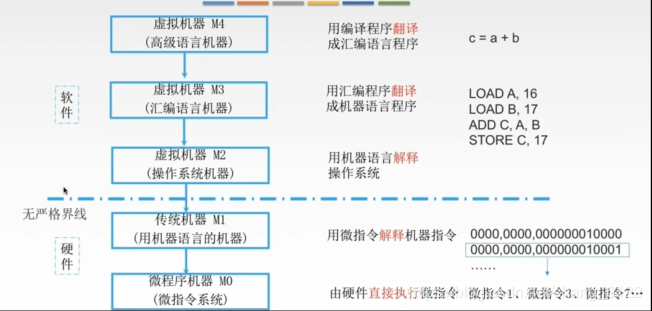 虚拟机器 M4
(高级语言机器)
用编译程序翻译
成汇编语言程序
c = a + b
软件
虚拟机器 M3
(汇编语言机器)
用汇编程序翻译
成机器语言程序
LOAD A, 16
LOAD B, 17
ADD C, A, B
STORE C, 17
虚拟机器 M2
(操作系统机器)
用机器语言解释
操作系统
无严格界线
硬件
传统机器 M1
(用机器语言的机器)
用微指令解释机器指令
0000,0000,000000010000
0000,0000,000000010001
……
微程序机器 M0
(微指令系统)
由硬件直接执行微指令
微指令1、微指令3、微指令